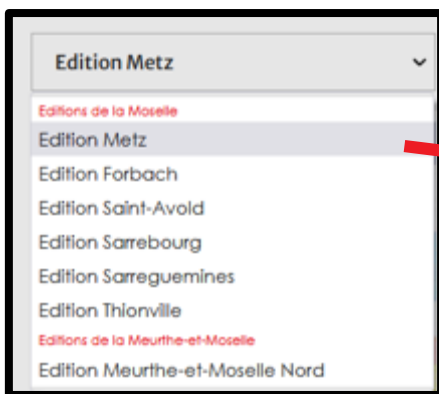 Edition Metz
Editions de la Moselle
Edition Metz
Edition Forbach
Edition Saint-Avold
Edition Sarrebourg
Edition Sarreguemines
Edition Thionville
Editions de la Meurthe-et-Moselle
Edition Meurthe-et-Moselle Nord